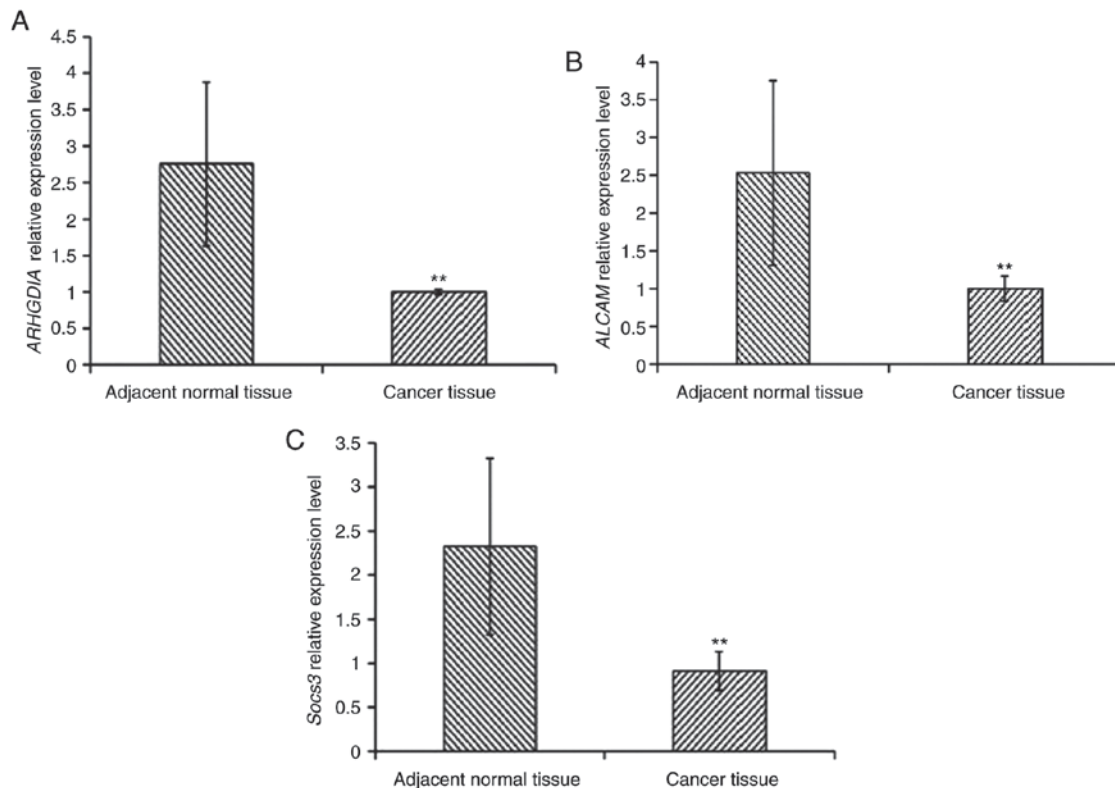 A
ARHGDIA relative expression level
4.5
4
3.5
3
2.5
2
1.5
1
0.5
0
**
Adjacent normal tissue
Cancer tissue
B
ALCAM relative expression level
4
3.5
3
2.5
2
1.5
1
0.5
0
**
Adjacent normal tissue
Cancer tissue
C
Socs3 relative expression level
3.5
3
2.5
2
1.5
1
0.5
0
**
Adjacent normal tissue
Cancer tissue